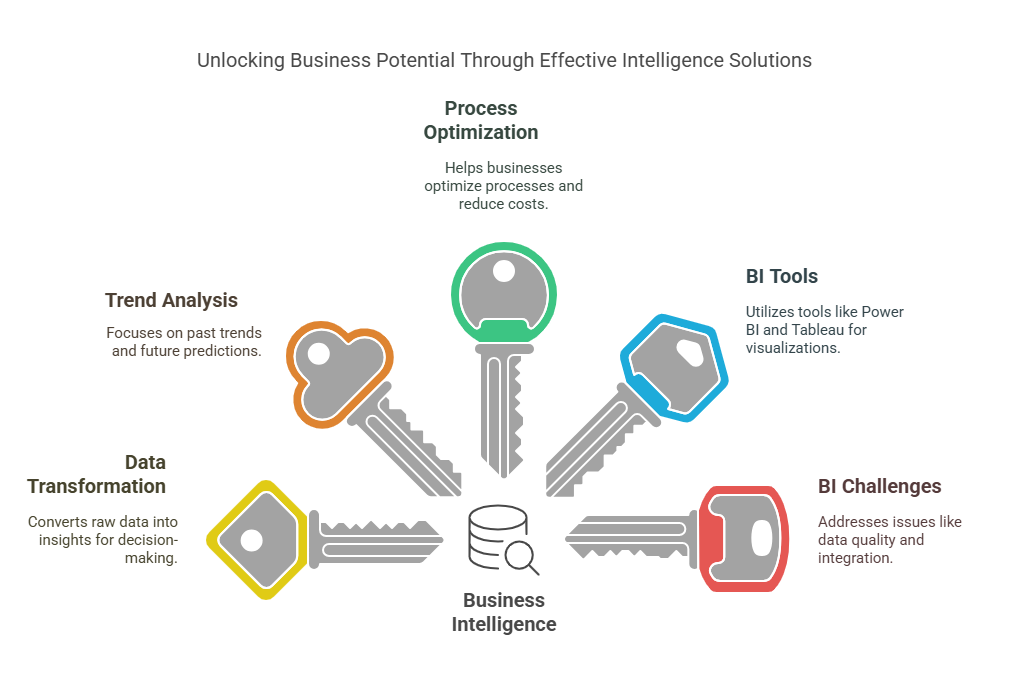 Unlocking Business Potential Through Effective Intelligence Solutions
Process
Optimization
Helps businesses
optimize processes and
reduce costs.
Trend Analysis
Focuses on past trends
and future predictions.
BI Tools
Utilizes tools like Power
BI and Tableau for
visualizations.
Data
Transformation
Converts raw data into
insights for decision-
making.
BI Challenges
Addresses issues like
data quality and
integration.
Business
Intelligence